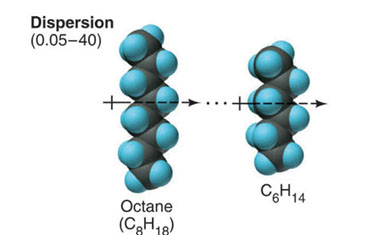 Dispersion
(0.05–40)
Octane
(C₈H₁₈)
C₆H₁₄